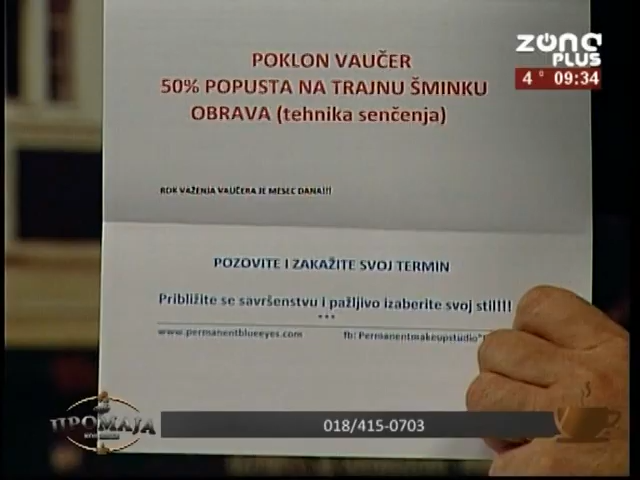 zona
PLUS
4° 09:34
POKLON VAUČER
50% POPUSTA NA TRAJNU ŠMINKU
OBRAVA (tehnika senčenja)
ROK VAŽENJA VAUČERA JE MESEC DANA!!!
POZOVITE I ZAKAŽITE SVOJ TERMIN
Približite se savršenstvu i pažljivo izaberite svoj stil!!!
***
www.permanentblueeyes.com fb: Permanentmakeupstudio
ПРОМАЈА
018/415-0703